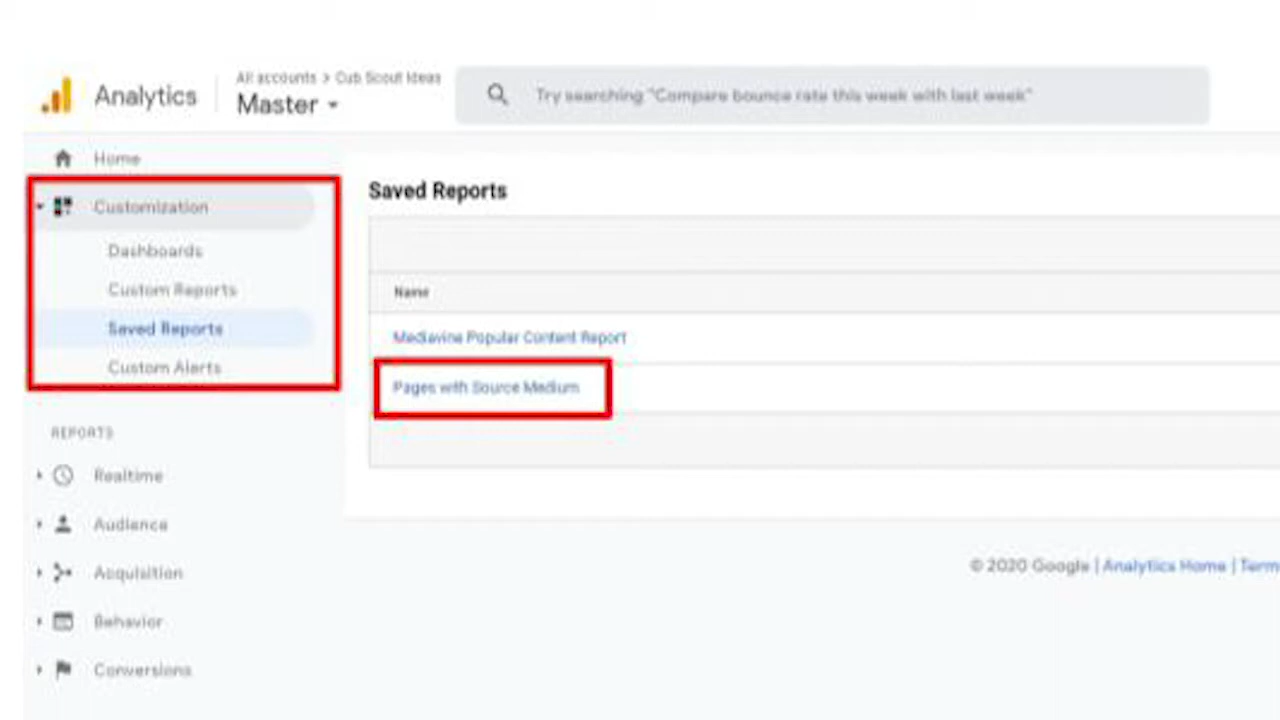 All accounts > Cub Scout Ideas
Analytics
Master
Try searching "Compare bounce rate this week with last week"
Home
Customization
Dashboards
Custom Reports
Saved Reports
Custom Alerts
REPORTS
Realtime
Audience
Acquisition
Behavior
Conversions
Saved Reports
Name
Mediavine Popular Content Report
Pages with Source Medium
© 2020 Google | Analytics Home | Term